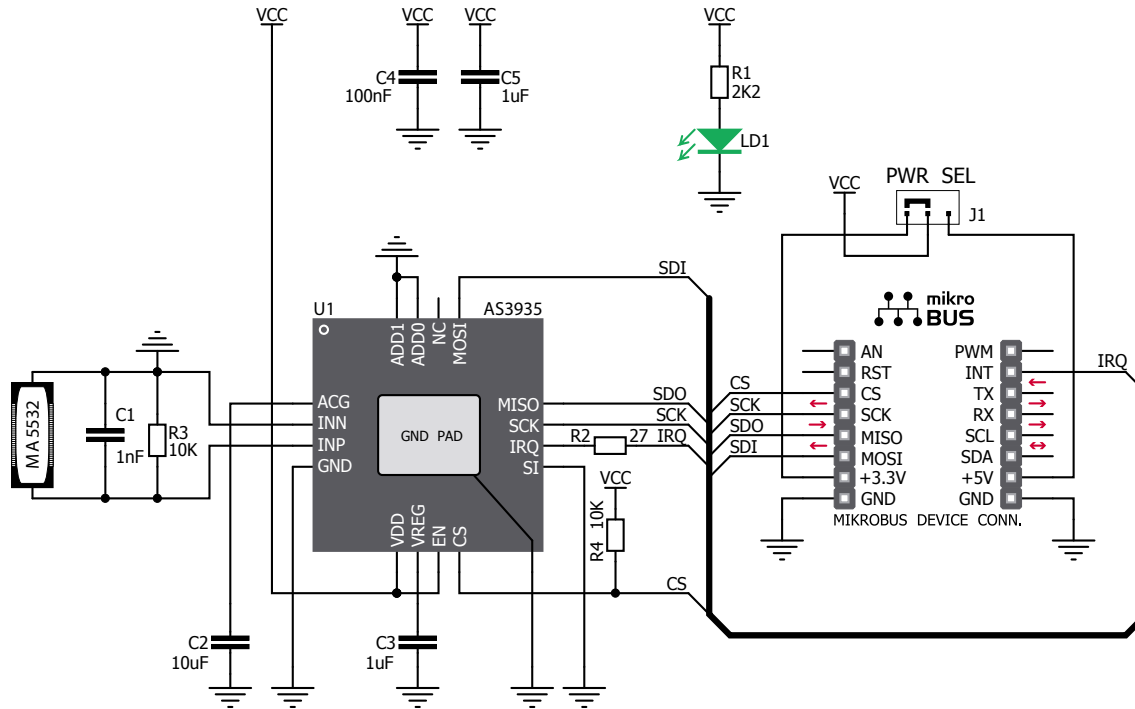 VCC
VCC
VCC
VCC
C4
100nF
C5
1uF
R1
2K2
LD1
PWR SEL
VCC
J1
SDI
U1
AS3935
ADD1
ADD0
NC
MOSI
mikro
BUS
AN
RST
CS
SCK
MISO
MOSI
+3.3V
GND
PWM
INT
TX
RX
SCL
SDA
+5V
GND
IRQ
MIKROBUS DEVICE CONN.
MA5532
C1
1nF
R3
10K
ACG
INN
INP
GND
GND PAD
MISO
SCK
IRQ
SI
SDO
SCK
R2
27
IRQ
CS
SCK
SDO
SDI
VCC
R4 10K
VDD
VREG
EN
CS
CS
C2
10uF
C3
1uF